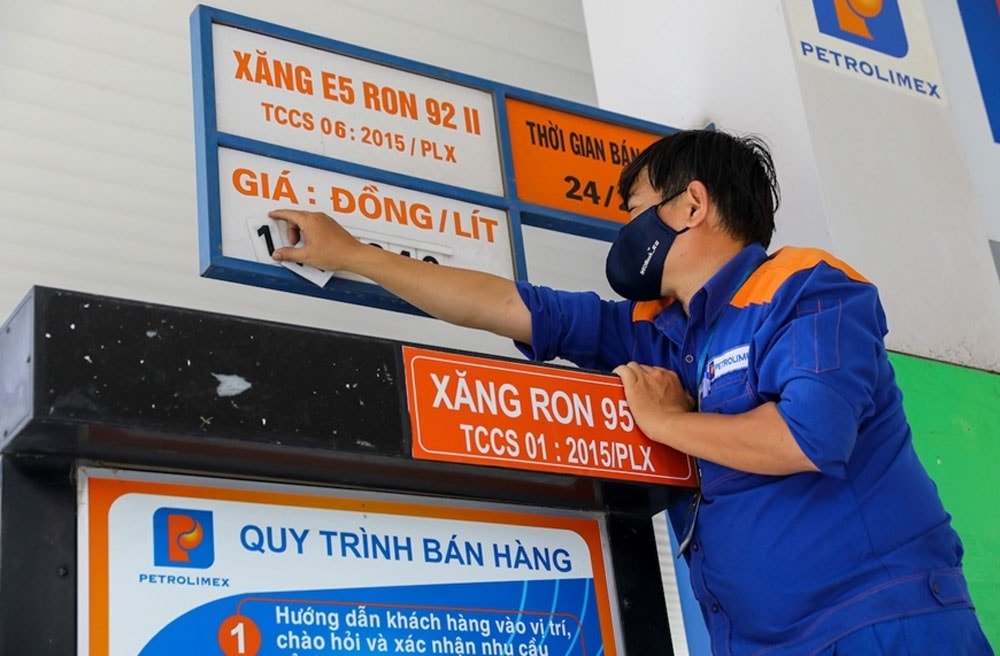 XĂNG E5 RON 92 II
TCCS 06 : 2015 / PLX
GIÁ : ĐỒNG/LÍT
THỜI GIAN BÁN
PETROLIMEX
XĂNG RON 95
TCCS 01 : 2015/PLX
PETROLIMEX
QUY TRÌNH BÁN HÀNG
1 Hướng dẫn khách hàng vào vị trí,
chào hỏi và xác nhận nhu cầu